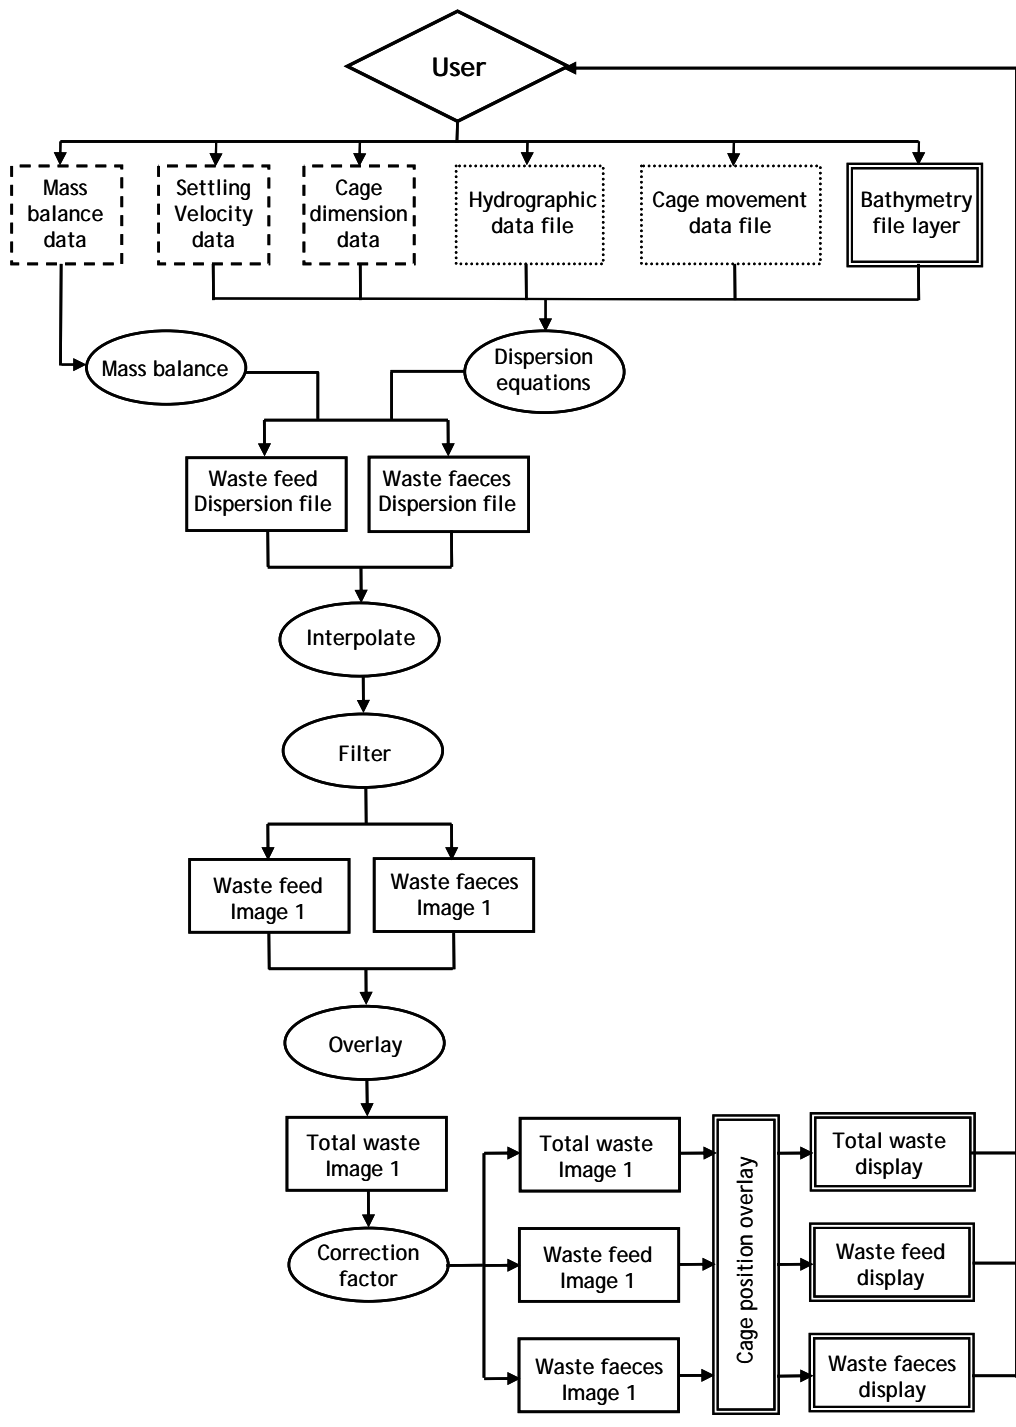 User
Mass
balance
data
Settling
Velocity
data
Cage
dimension
data
Hydrographic
data file
Cage movement
data file
Bathymetry
file layer
Mass balance
Dispersion
equations
Waste feed
Dispersion file
Waste faeces
Dispersion file
Interpolate
Filter
Waste feed
Image 1
Waste faeces
Image 1
Overlay
Total waste
Image 1
Correction
factor
Total waste
Image 1
Waste feed
Image 1
Waste faeces
Image 1
Cage position overlay
Total waste
display
Waste feed
display
Waste faeces
display